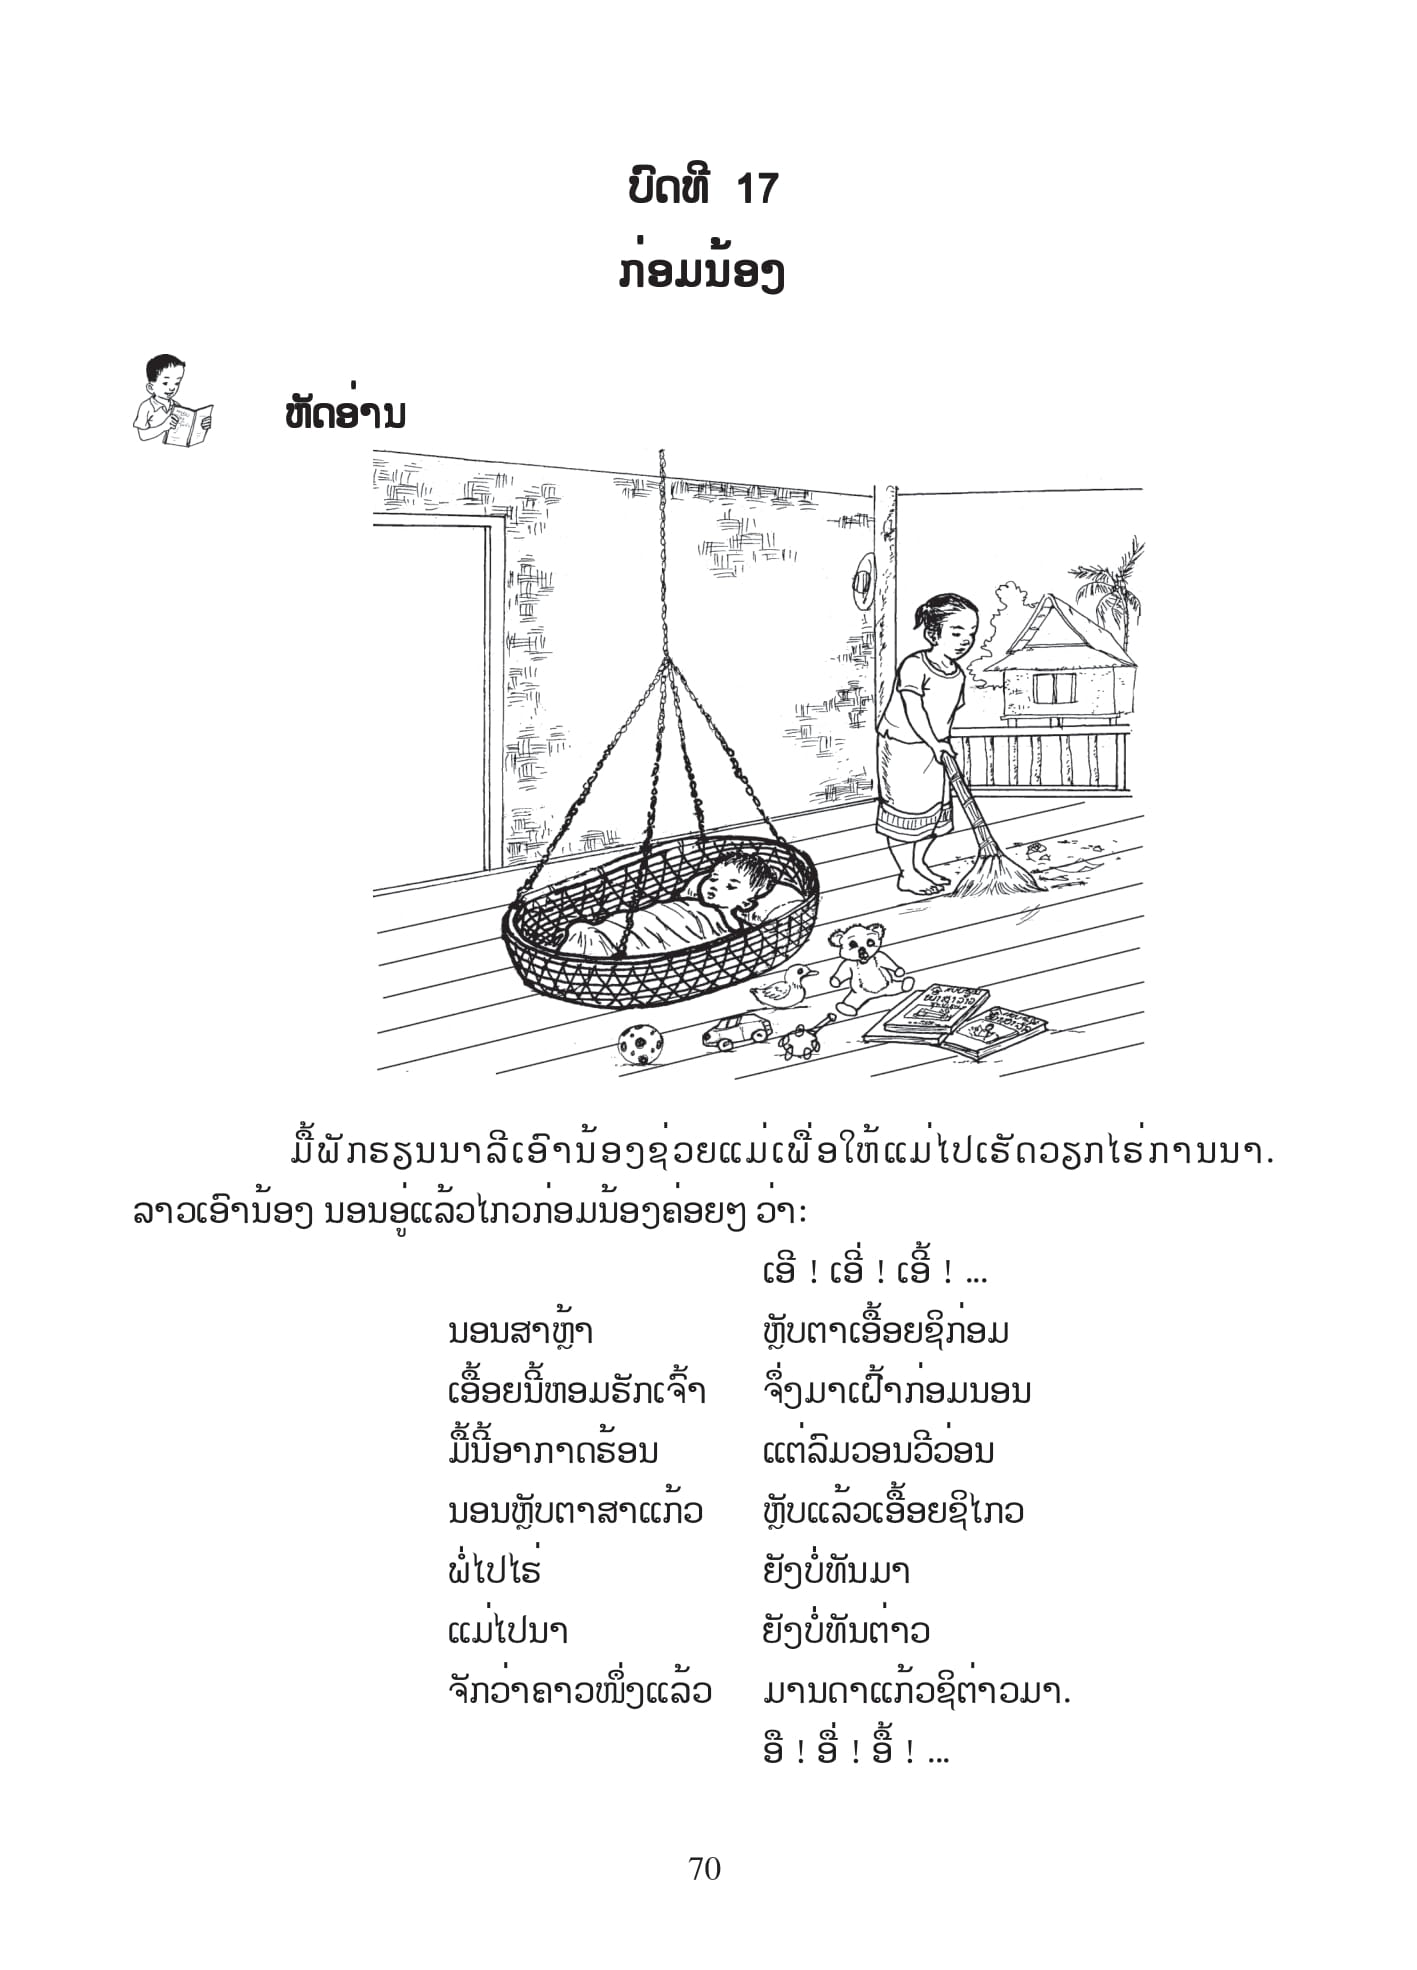 ບົດທີ 17
ກ່ອມນ້ອງ
ຫັດອ່ານ
ມື້ພັກຮຽນນາລີເອົານ້ອງຊ່ວຍແມ່ເພື່ອໃຫ້ແມ່ໄປເຮັດວຽກໄຮ່ການນາ.
ລາວເອົານ້ອງ ນອນອູ່ແລ້ວໄກວກ່ອມນ້ອງຄ່ອຍໆ ວ່າ:
ເອີ ! ເອີ່ ! ເອີ້ ! ...
ນອນສາຫຼ້າ ຫຼັບຕາເອື້ອຍຊິກ່ອມ
ເອື້ອຍນີ້ຫອມຮັກເຈົ້າ ຈຶ່ງມາເຝົ້າກ່ອມນອນ
ມື້ນີ້ອາກາດຮ້ອນ ແຕ່ລົມວອນວີວ່ອນ
ນອນຫຼັບຕາສາແກ້ວ ຫຼັບແລ້ວເອື້ອຍຊິໄກວ
ພໍ່ໄປໄຮ່ ຍັງບໍ່ທັນມາ
ແມ່ໄປນາ ຍັງບໍ່ທັນຕ່າວ
ຈັກວ່າຄາວໜຶ່ງແລ້ວ ມານດາແກ້ວຊິຕ່າວມາ.
ອື ! ອື່ ! ອື້ ! ...
70